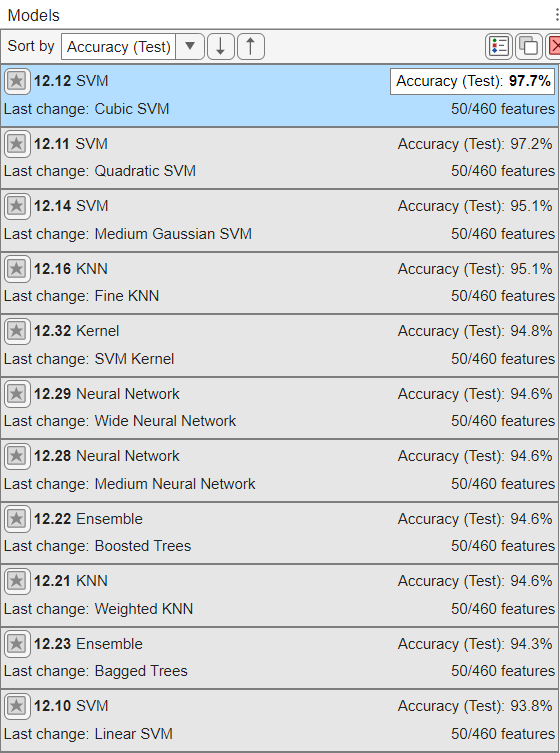 Models
Sort by Accuracy (Test)
12.12 SVM Accuracy (Test): 97.7%
Last change: Cubic SVM 50/460 features
12.11 SVM Accuracy (Test): 97.2%
Last change: Quadratic SVM 50/460 features
12.14 SVM Accuracy (Test): 95.1%
Last change: Medium Gaussian SVM 50/460 features
12.16 KNN Accuracy (Test): 95.1%
Last change: Fine KNN 50/460 features
12.32 Kernel Accuracy (Test): 94.8%
Last change: SVM Kernel 50/460 features
12.29 Neural Network Accuracy (Test): 94.6%
Last change: Wide Neural Network 50/460 features
12.28 Neural Network Accuracy (Test): 94.6%
Last change: Medium Neural Network 50/460 features
12.22 Ensemble Accuracy (Test): 94.6%
Last change: Boosted Trees 50/460 features
12.21 KNN Accuracy (Test): 94.6%
Last change: Weighted KNN 50/460 features
12.23 Ensemble Accuracy (Test): 94.3%
Last change: Bagged Trees 50/460 features
12.10 SVM Accuracy (Test): 93.8%
Last change: Linear SVM 50/460 features